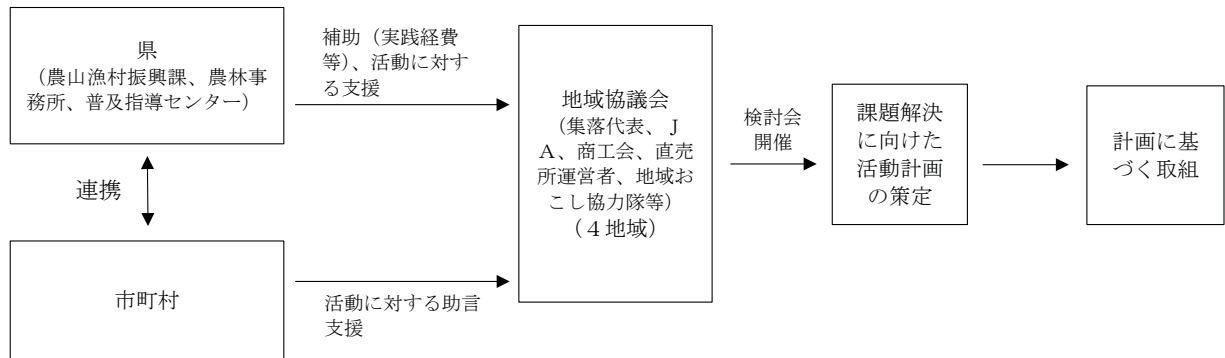 県
（農山漁村振興課、農林事
務所、普及指導センター）
補助（実践経費
等）、活動に対す
る支援
連携
市町村
活動に対する助言
支援
地域協議会
（集落代表、Ｊ
Ａ、商工会、直売
所運営者、地域お
こし協力隊等）
（４地域）
検討会
開催
課題解決
に向けた
活動計画
の策定
計画に基
づく取組